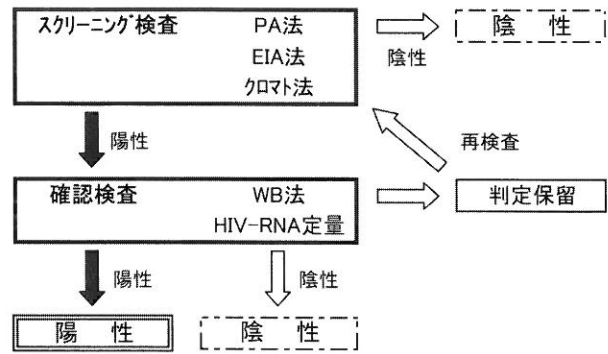 スクリーニング検査 PA法
EIA法
クロマト法
陰性
陰 性
陽性
再検査
確認検査 WB法
HIV-RNA定量
判定保留
陽性
陰性
陽 性
陰 性